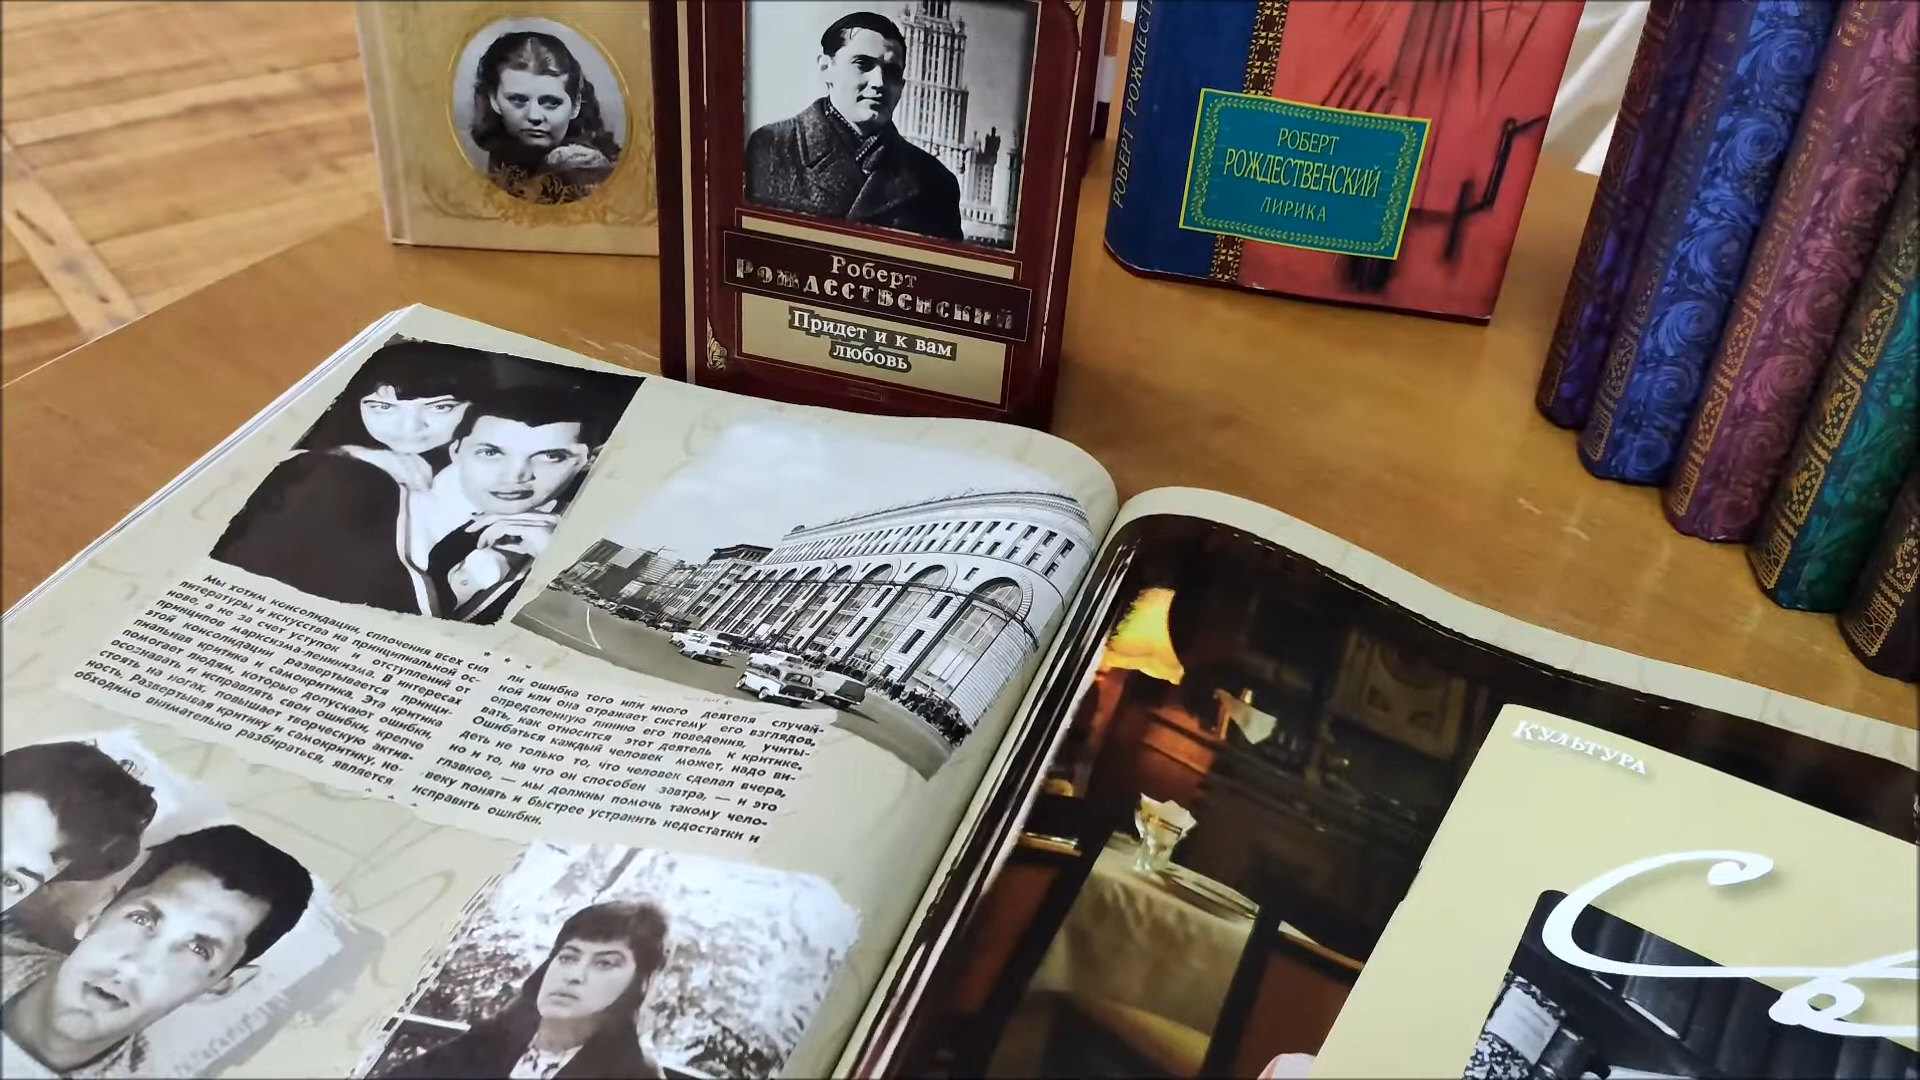 Роберт
Рождественский
Придет и к вам
любовь
РОБЕРТ РОЖДЕСТ
РОБЕРТ
РОЖДЕСТВЕНСКИЙ
ЛИРИКА
Мы хотим консолидации, сплочения всех сил
литературы и искусства на принципиальной ос-
нове, а не за счет уступок и отступлений от
принципов марксизма-ленинизма. В интересах
этой консолидации развертывается принци-
пиальная критика и самокритика. Эта критика
помогает людям, которые допускают ошибки,
осознавать и исправлять свои ошибки, крепче
стоять на ногах, повышает творческую актив-
ность. Развертывая критику и самокритику, не-
обходимо внимательно разбираться, является
* * *
ли ошибка того или иного деятеля случай-
ной или она отражает систему его взглядов,
определенную линию его поведения, учиты-
вать, как относится этот деятель к критике.
Ошибаться каждый человек может, надо ви-
деть не только то, что человек сделал вчера,
но и то, на что он способен завтра, — и это
главное, — мы должны помочь такому чело-
веку понять и быстрее устранить недостатки и
исправить ошибки.
* * *
КУЛЬТУРА